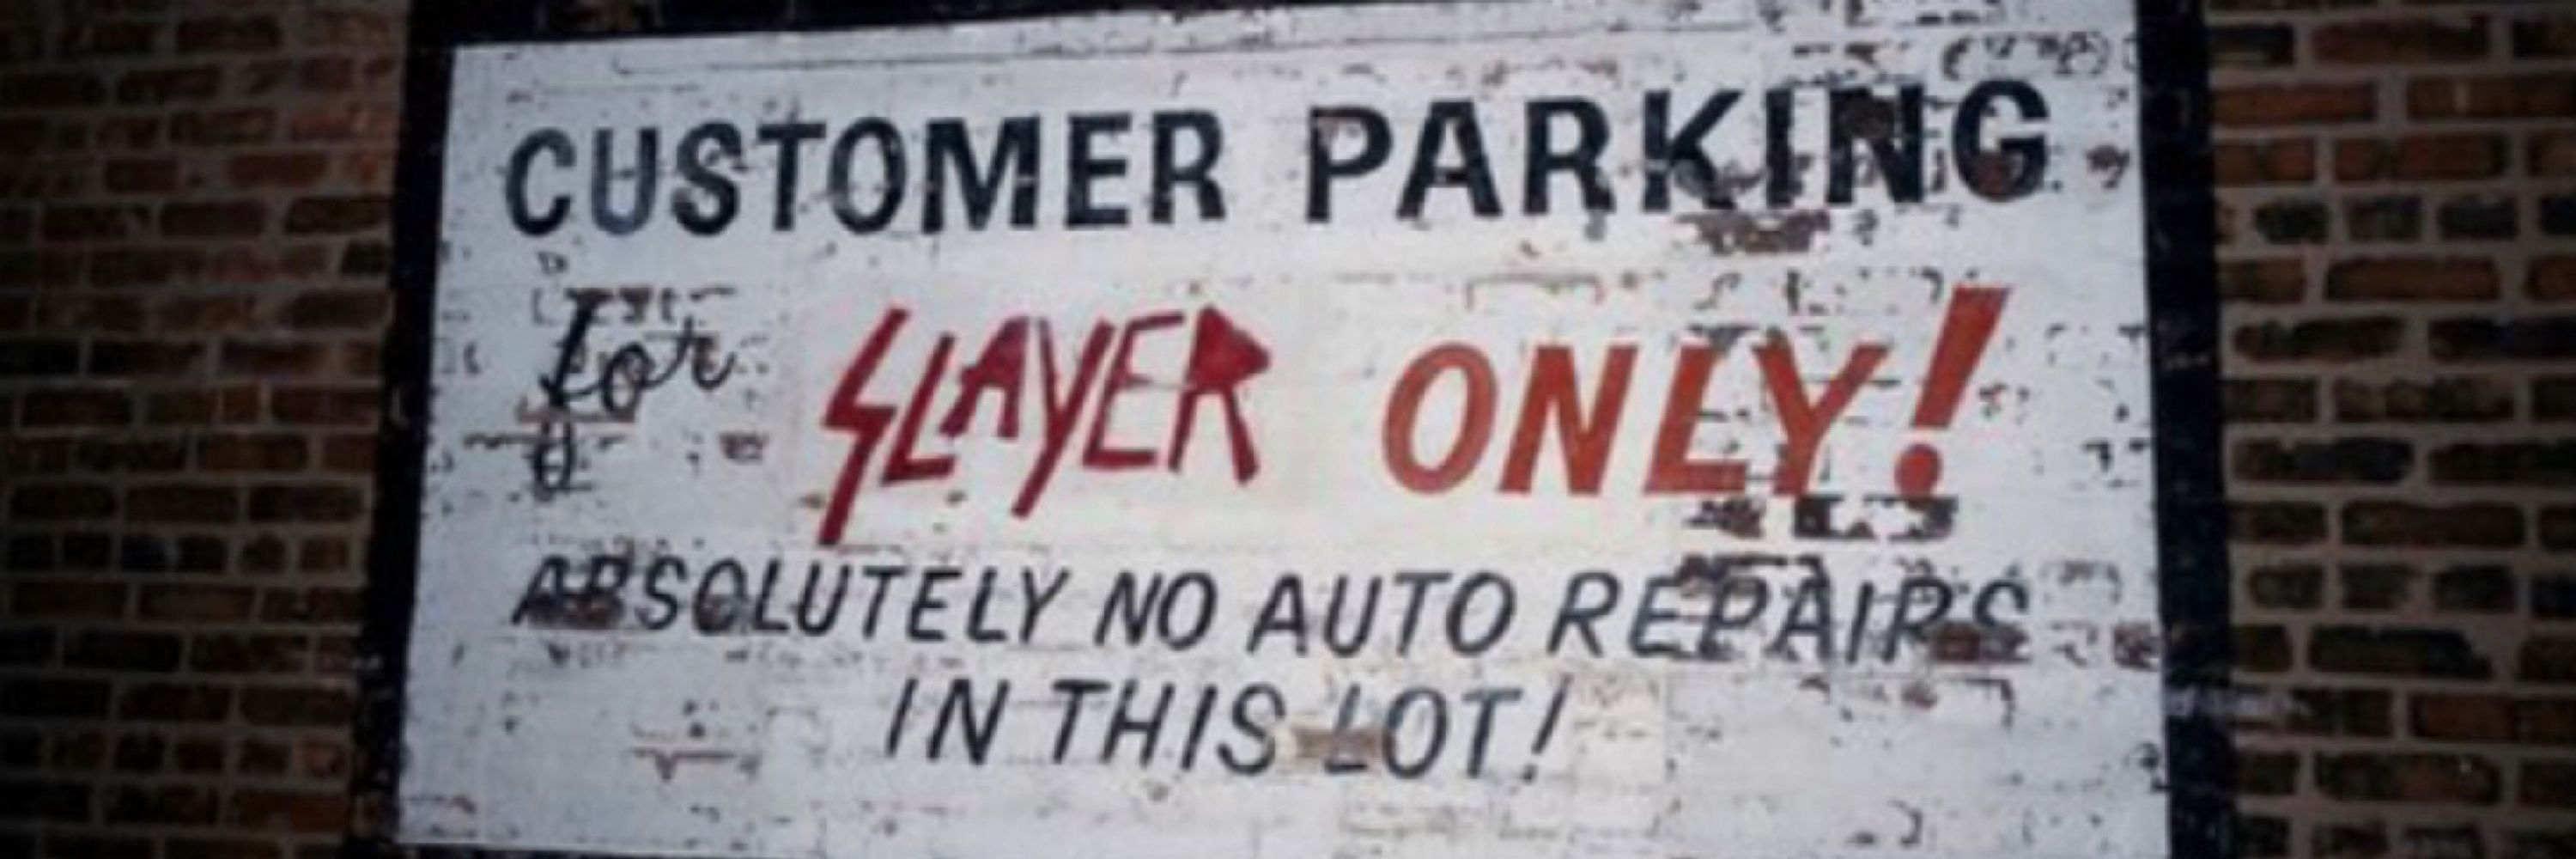 CUSTOMER PARKING
for SLAYER ONLY!
ABSOLUTELY NO AUTO REPAIRS
IN THIS LOT!